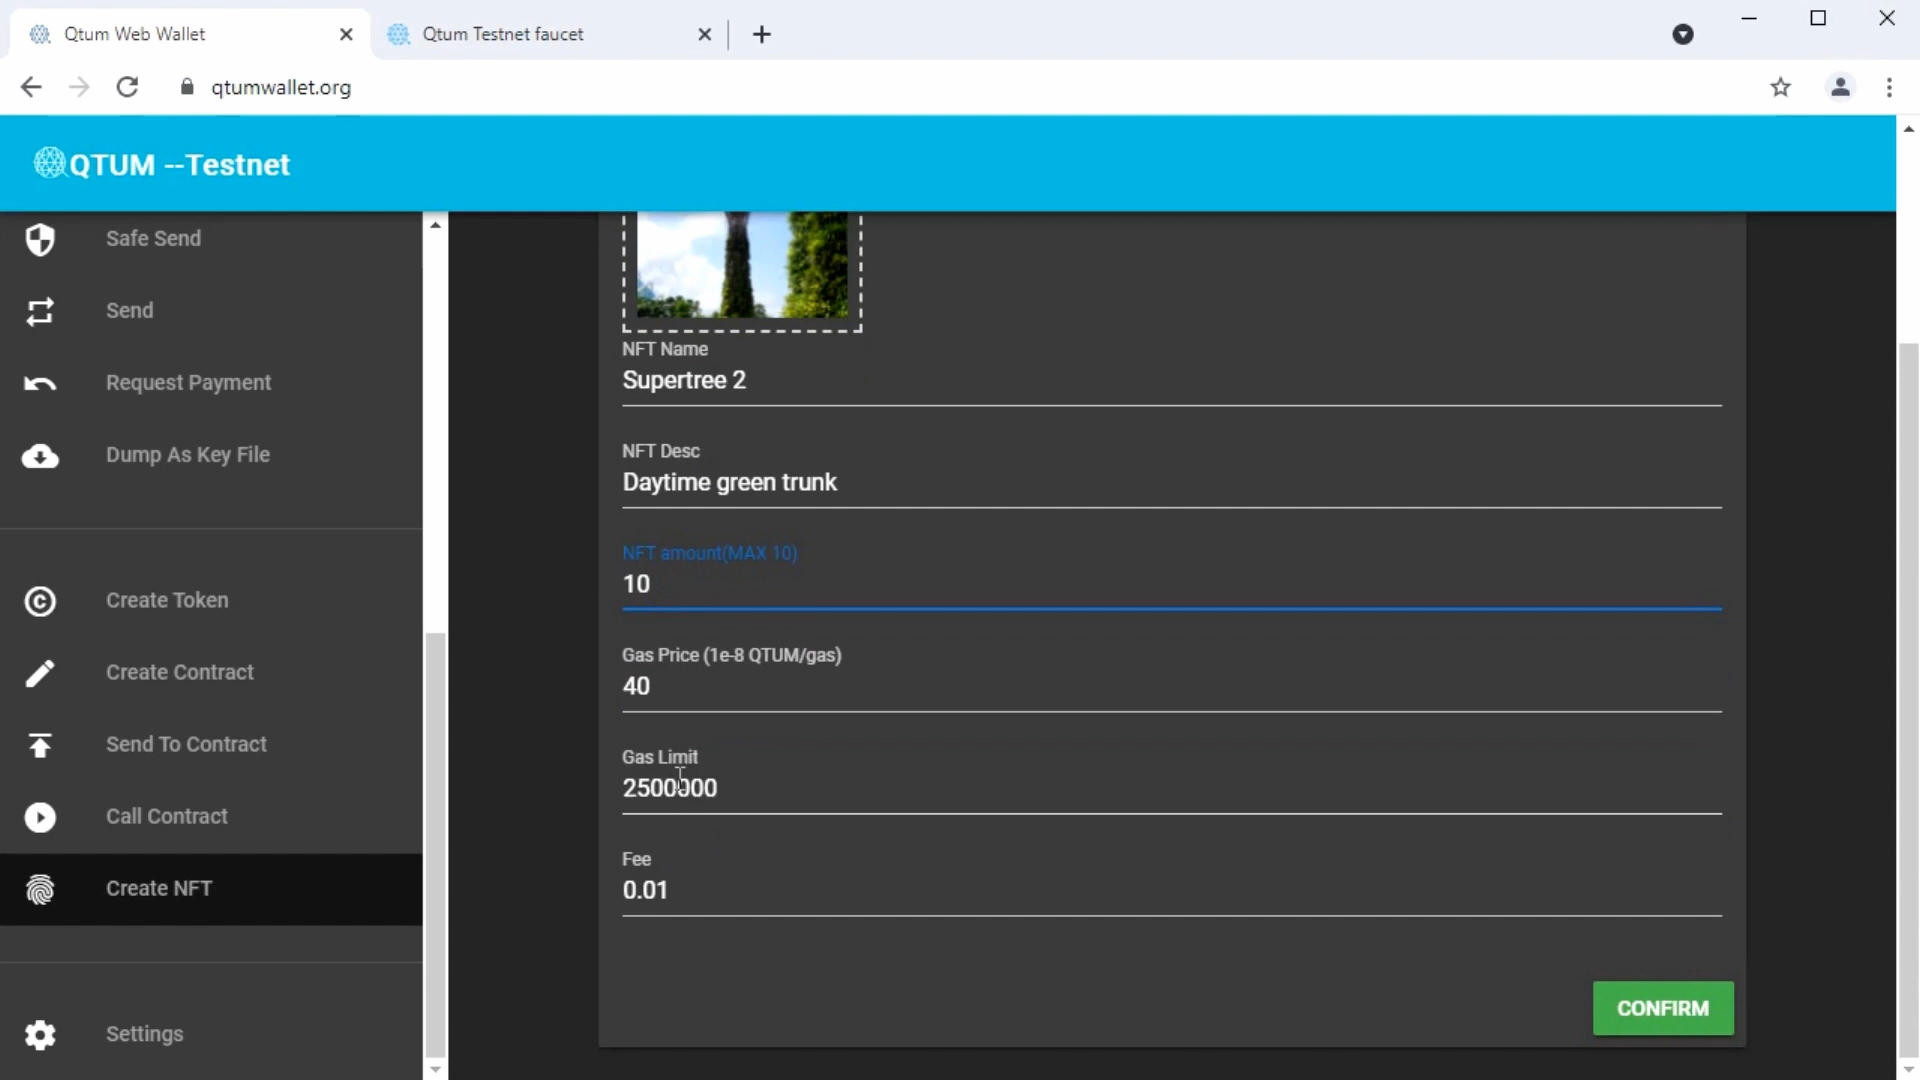 Qtum Web Wallet
Qtum Testnet faucet
qtumwallet.org
QTUM --Testnet
Safe Send
Send
Request Payment
Dump As Key File
Create Token
Create Contract
Send To Contract
Call Contract
Create NFT
Settings
NFT Name
Supertree 2
NFT Desc
Daytime green trunk
NFT amount(MAX 10)
10
Gas Price (1e-8 QTUM/gas)
40
Gas Limit
2500000
Fee
0.01
CONFIRM